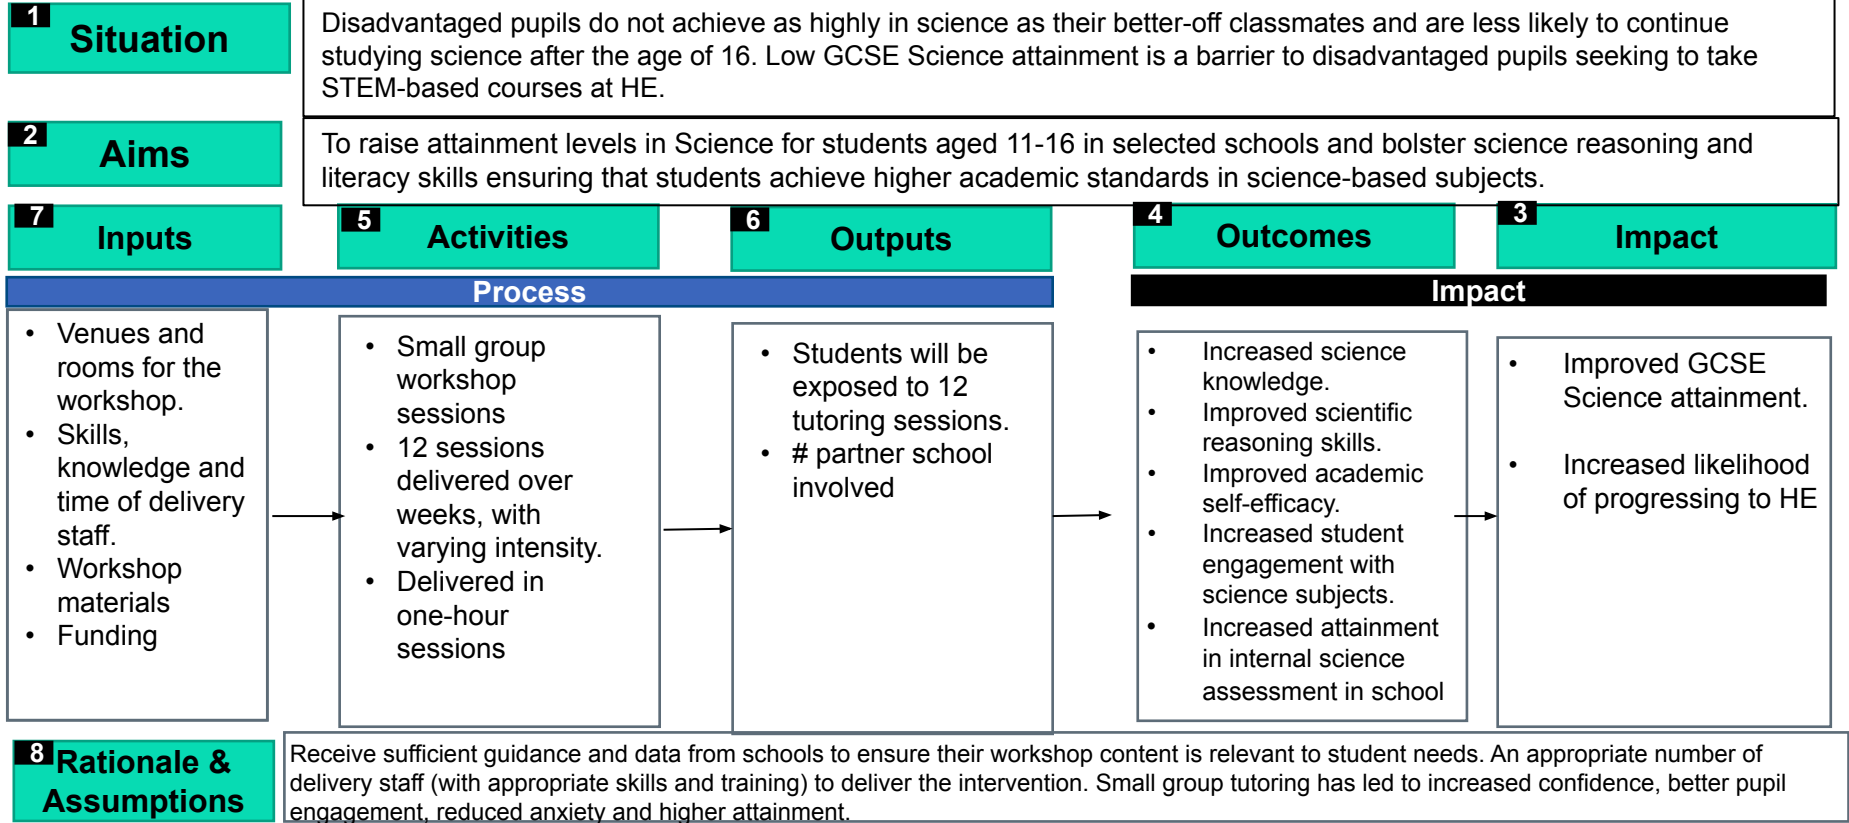 1
Situation
Disadvantaged pupils do not achieve as highly in science as their better-off classmates and are less likely to continue
studying science after the age of 16. Low GCSE Science attainment is a barrier to disadvantaged pupils seeking to take
STEM-based courses at HE.
2
Aims
To raise attainment levels in Science for students aged 11-16 in selected schools and bolster science reasoning and
literacy skills ensuring that students achieve higher academic standards in science-based subjects.
7
Inputs
5
Activities
6
Outputs
4
Outcomes
3
Impact
Process
Impact
• Venues and
rooms for the
workshop.
• Skills,
knowledge and
time of delivery
staff.
• Workshop
materials
• Funding
• Small group
workshop
sessions
• 12 sessions
delivered over
weeks, with
varying intensity.
• Delivered in
one-hour
sessions
• Students will be
exposed to 12
tutoring sessions.
• # partner school
involved
• Increased science
knowledge.
• Improved scientific
reasoning skills.
• Improved academic
self-efficacy.
• Increased student
engagement with
science subjects.
• Increased attainment
in internal science
assessment in school
• Improved GCSE
Science attainment.
• Increased likelihood
of progressing to HE
8
Rationale &
Assumptions
Receive sufficient guidance and data from schools to ensure their workshop content is relevant to student needs. An appropriate number of
delivery staff (with appropriate skills and training) to deliver the intervention. Small group tutoring has led to increased confidence, better pupil
engagement, reduced anxiety and higher attainment.